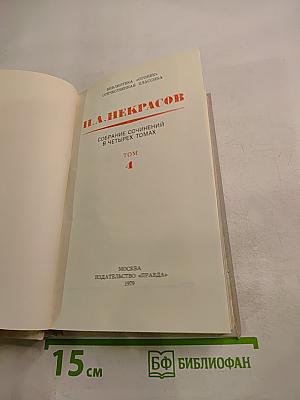 БИБЛИОТЕКА «ОГОНЕК»
ОТЕЧЕСТВЕННАЯ КЛАССИКА
Н.А.НЕКРАСОВ
СОБРАНИЕ СОЧИНЕНИЙ
В ЧЕТЫРЕХ ТОМАХ
ТОМ
4
МОСКВА
ИЗДАТЕЛЬСТВО «ПРАВДА»
1979
15 см
БФ БИБЛИОФАН